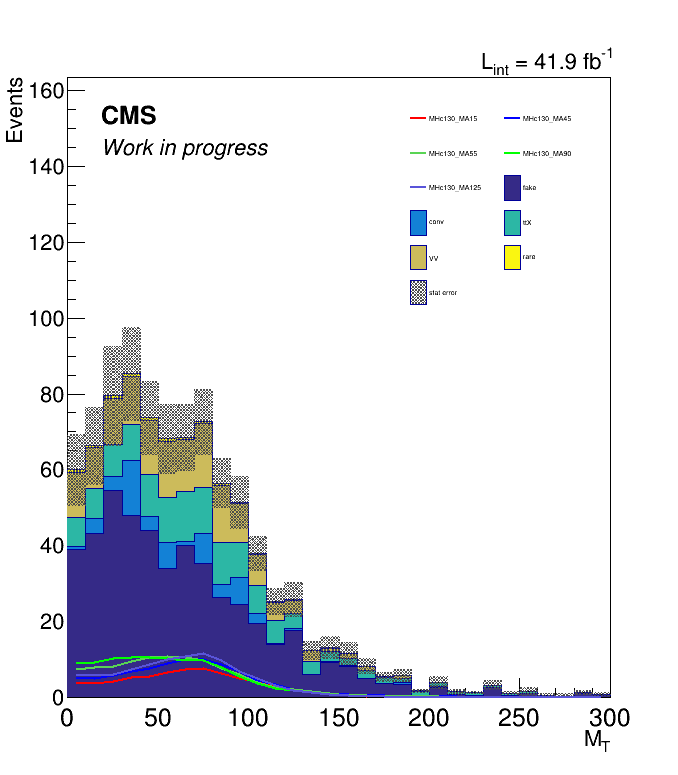 L_int = 41.9 fb^-1
Events
CMS
Work in progress
MHc130_MA15
MHc130_MA45
MHc130_MA55
MHc130_MA90
MHc130_MA125
fake
conv
ttX
VV
rare
stat error
160
140
120
100
80
60
40
20
0
0 50 100 150 200 250 300
M_T